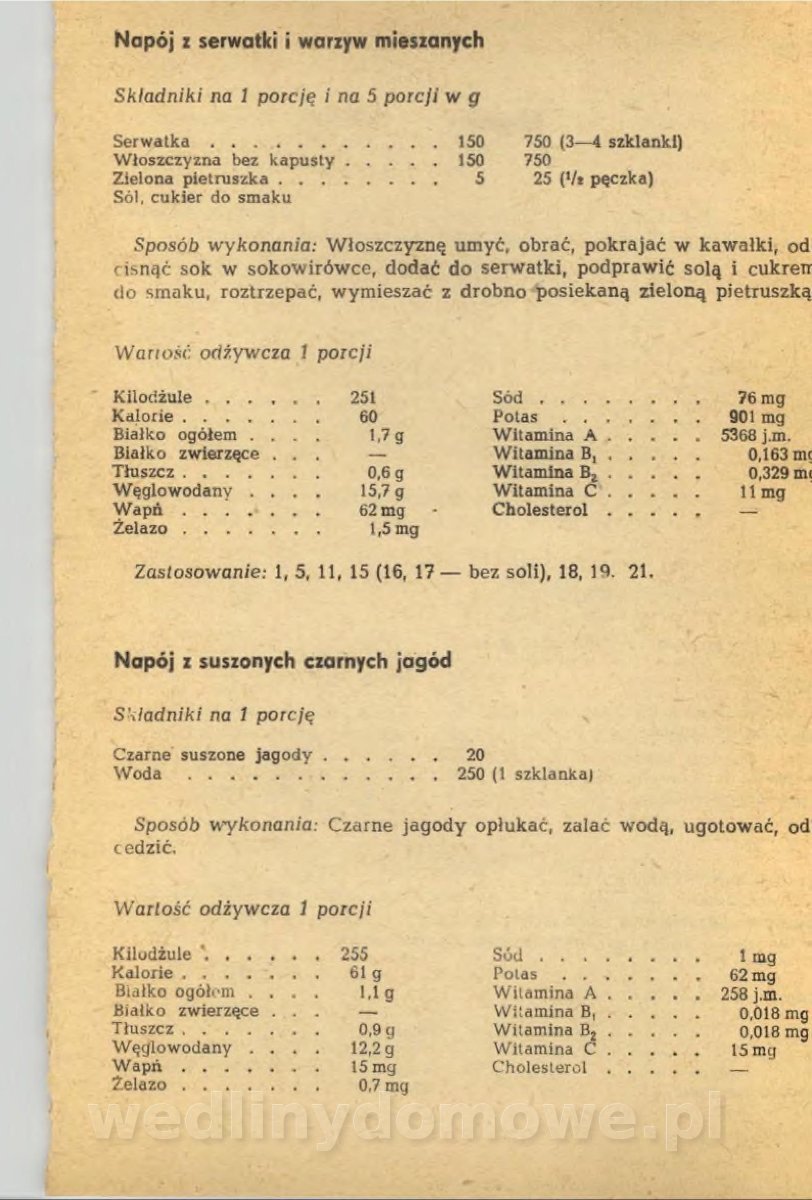 Napój z serwatki i warzyw mieszanych
Składniki na 1 porcję i na 5 porcji w g
Serwatka . . . . . . . . . . . 150 750 (3—4 szklanki)
Włoszczyzna bez kapusty . . . . . 150 750
Zielona pietruszka . . . . . . . . 5 25 (1/2 pęczka)
Sól, cukier do smaku
Sposób wykonania: Włoszczyznę umyć, obrać, pokrajać w kawałki, od
cisnąć sok w sokowirówce, dodać do serwatki, podprawić solą i cukrem
do smaku, roztrzepać, wymieszać z drobno posiekaną zieloną pietruszką
Wartość odżywcza 1 porcji
Kilodżule . . . . . . 251 Sód . . . . . . . . 76 mg
Kalorie . . . . . . . 60 Potas . . . . . . . 901 mg
Białko ogółem . . . . 1,7 g Witamina A . . . . . 5368 j.m.
Białko zwierzęce . . . — Witamina B₁ . . . . . 0,163 mg
Tłuszcz . . . . . . . 0,6 g Witamina B₂ . . . . . 0,329 mg
Węglowodany . . . . 15,7 g Witamina C . . . . . 11 mg
Wapń . . . . . . . 62 mg Cholesterol . . . . . —
Żelazo . . . . . . . 1,5 mg
Zastosowanie: 1, 5, 11, 15 (16, 17 — bez soli), 18, 19. 21.
Napój z suszonych czarnych jagód
Składniki na 1 porcję
Czarne suszone jagody . . . . . . 20
Woda . . . . . . . . . . . . 250 (1 szklanka)
Sposób wykonania: Czarne jagody opłukać, zalać wodą, ugotować, od
cedzić.
Wartość odżywcza 1 porcji
Kilodżule . . . . . . 255 Sód . . . . . . . . 1 mg
Kalorie . . . . . . . 61 g Potas . . . . . . . 62 mg
Białko ogółem . . . . 1,1 g Witamina A . . . . . 258 j.m.
Białko zwierzęce . . . — Witamina B₁ . . . . . 0,018 mg
Tłuszcz . . . . . . . 0,9 g Witamina B₂ . . . . . 0,018 mg
Węglowodany . . . . 12,2 g Witamina C . . . . . 15 mg
Wapń . . . . . . . 15 mg Cholesterol . . . . . —
Żelazo . . . . . . . 0,7 mg
wedlinydomowe.pl